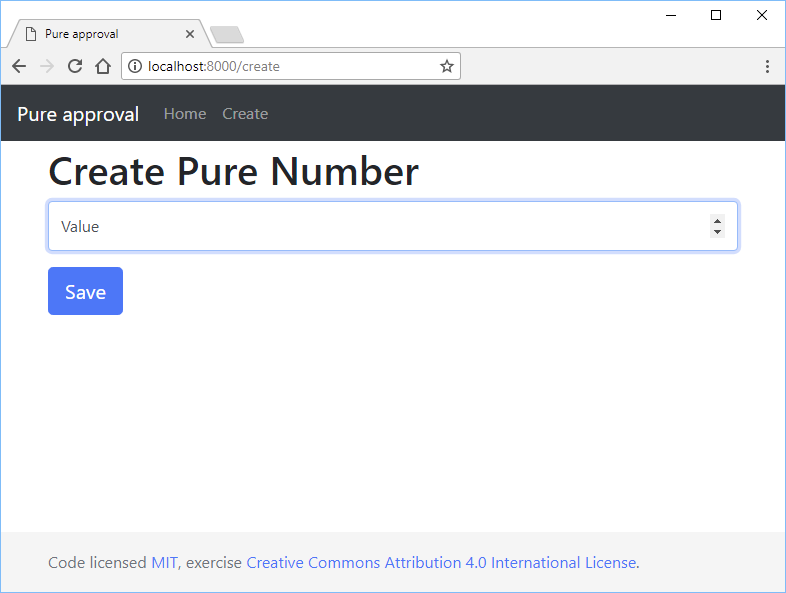 Pure approval
localhost:8000/create
Pure approval Home Create
Create Pure Number
Value
Save
Code licensed MIT, exercise Creative Commons Attribution 4.0 International License.